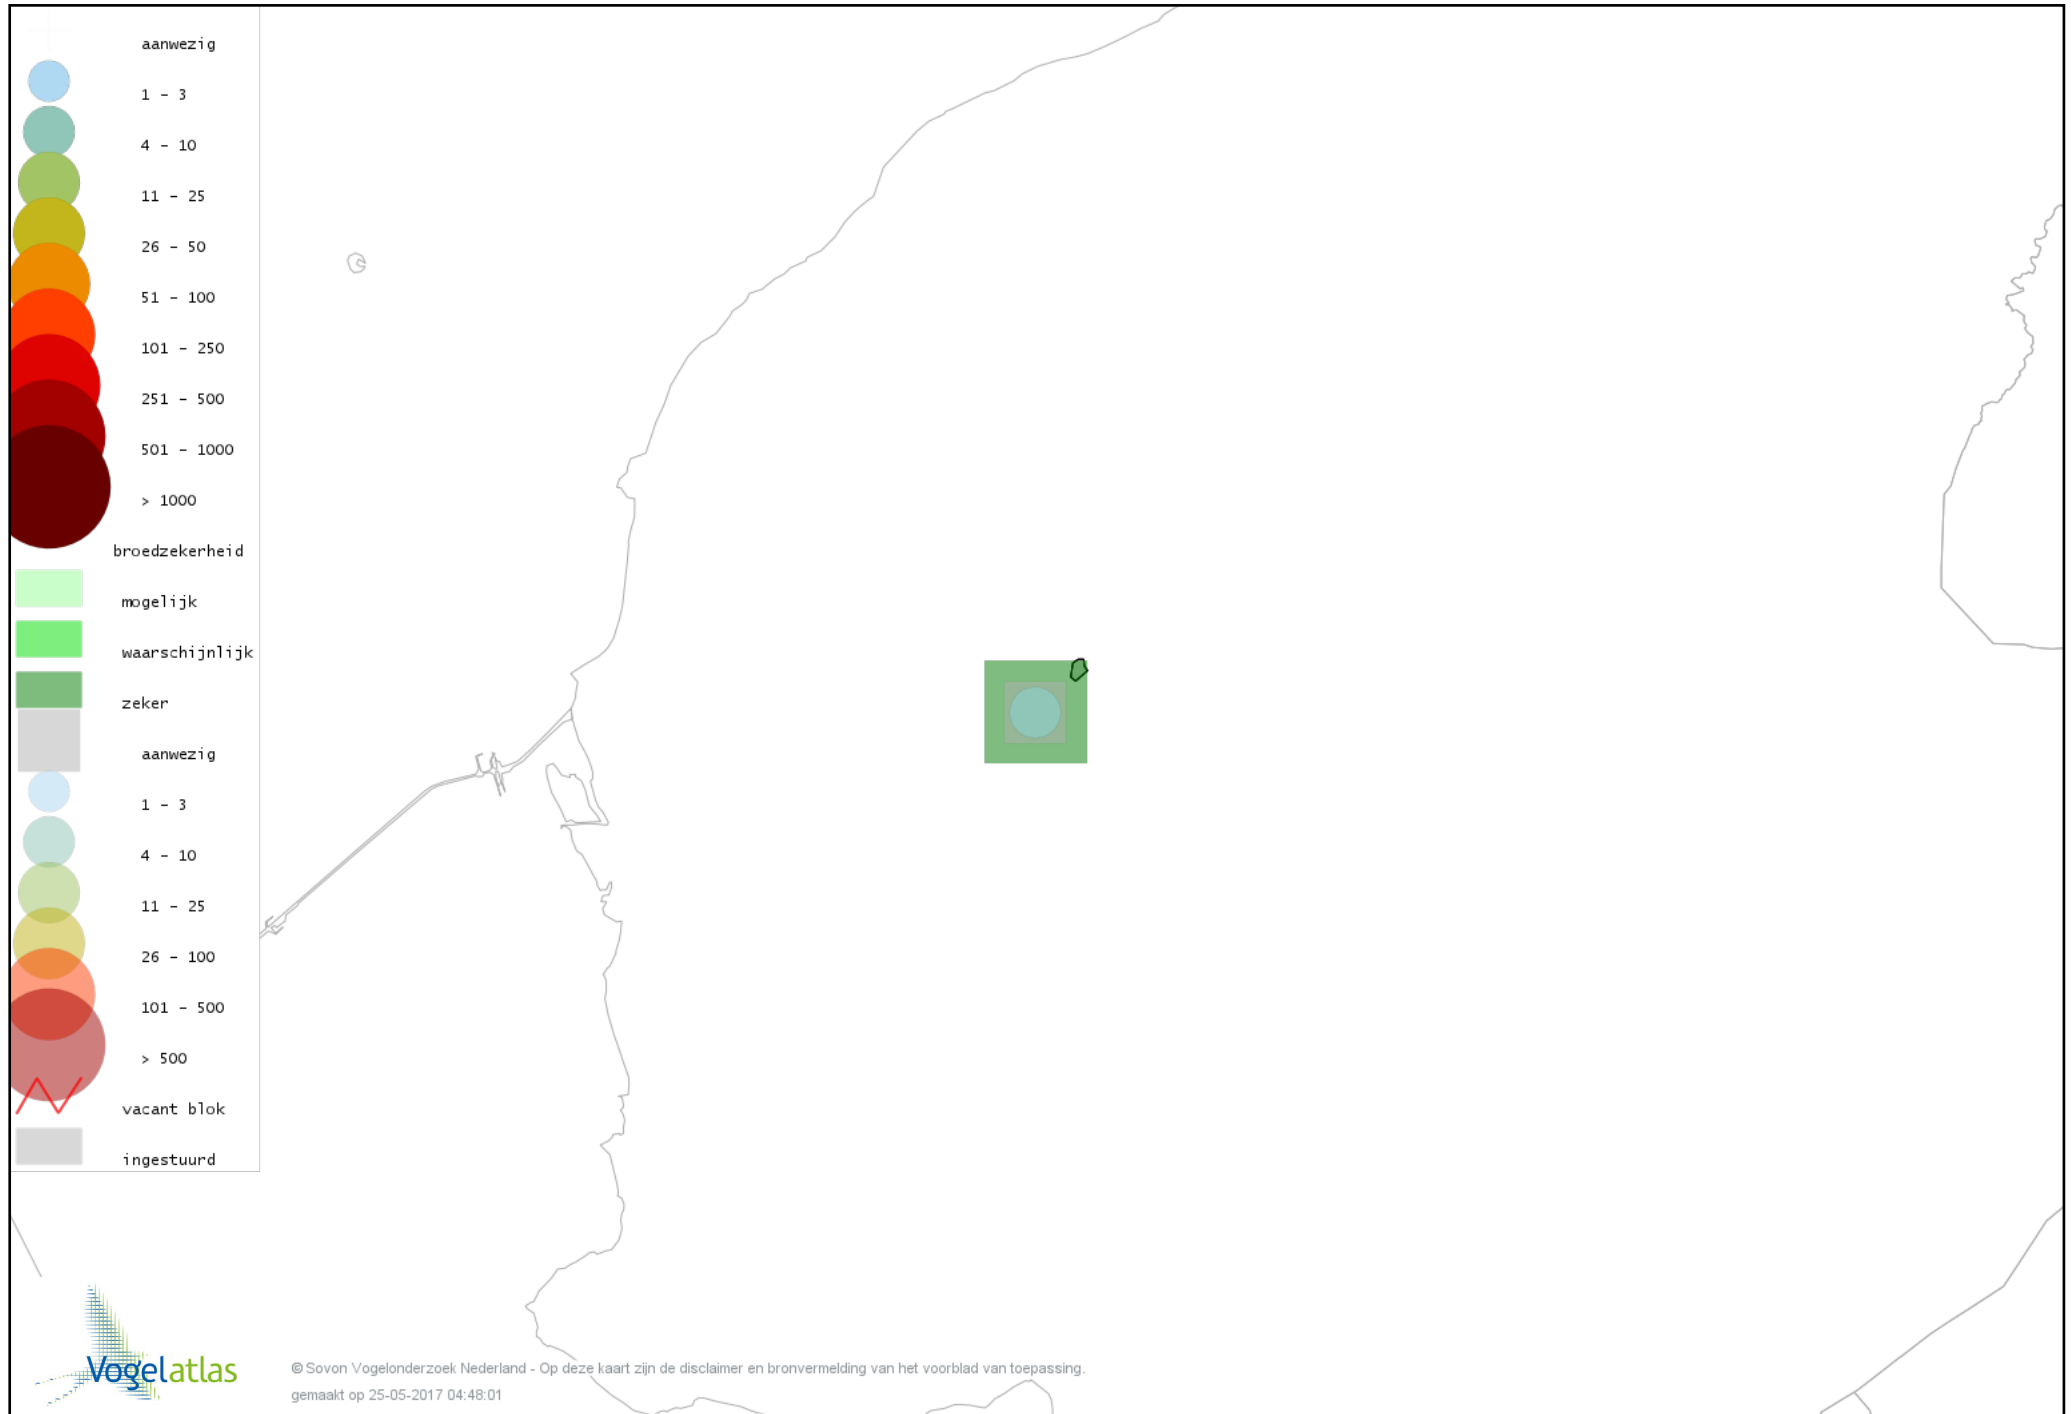 aanwezig
1 - 3
4 - 10
11 - 25
26 - 50
51 - 100
101 - 250
251 - 500
501 - 1000
> 1000
broedzekerheid
mogelijk
waarschijnlijk
zeker
aanwezig
1 - 3
4 - 10
11 - 25
26 - 100
101 - 500
> 500
vacant blok
ingestuurd
Vogelatlas
© Sovon Vogelonderzoek Nederland - Op deze kaart zijn de disclaimer en bronvermelding van het voorblad van toepassing.
gemaakt op 25-05-2017 04:48:01